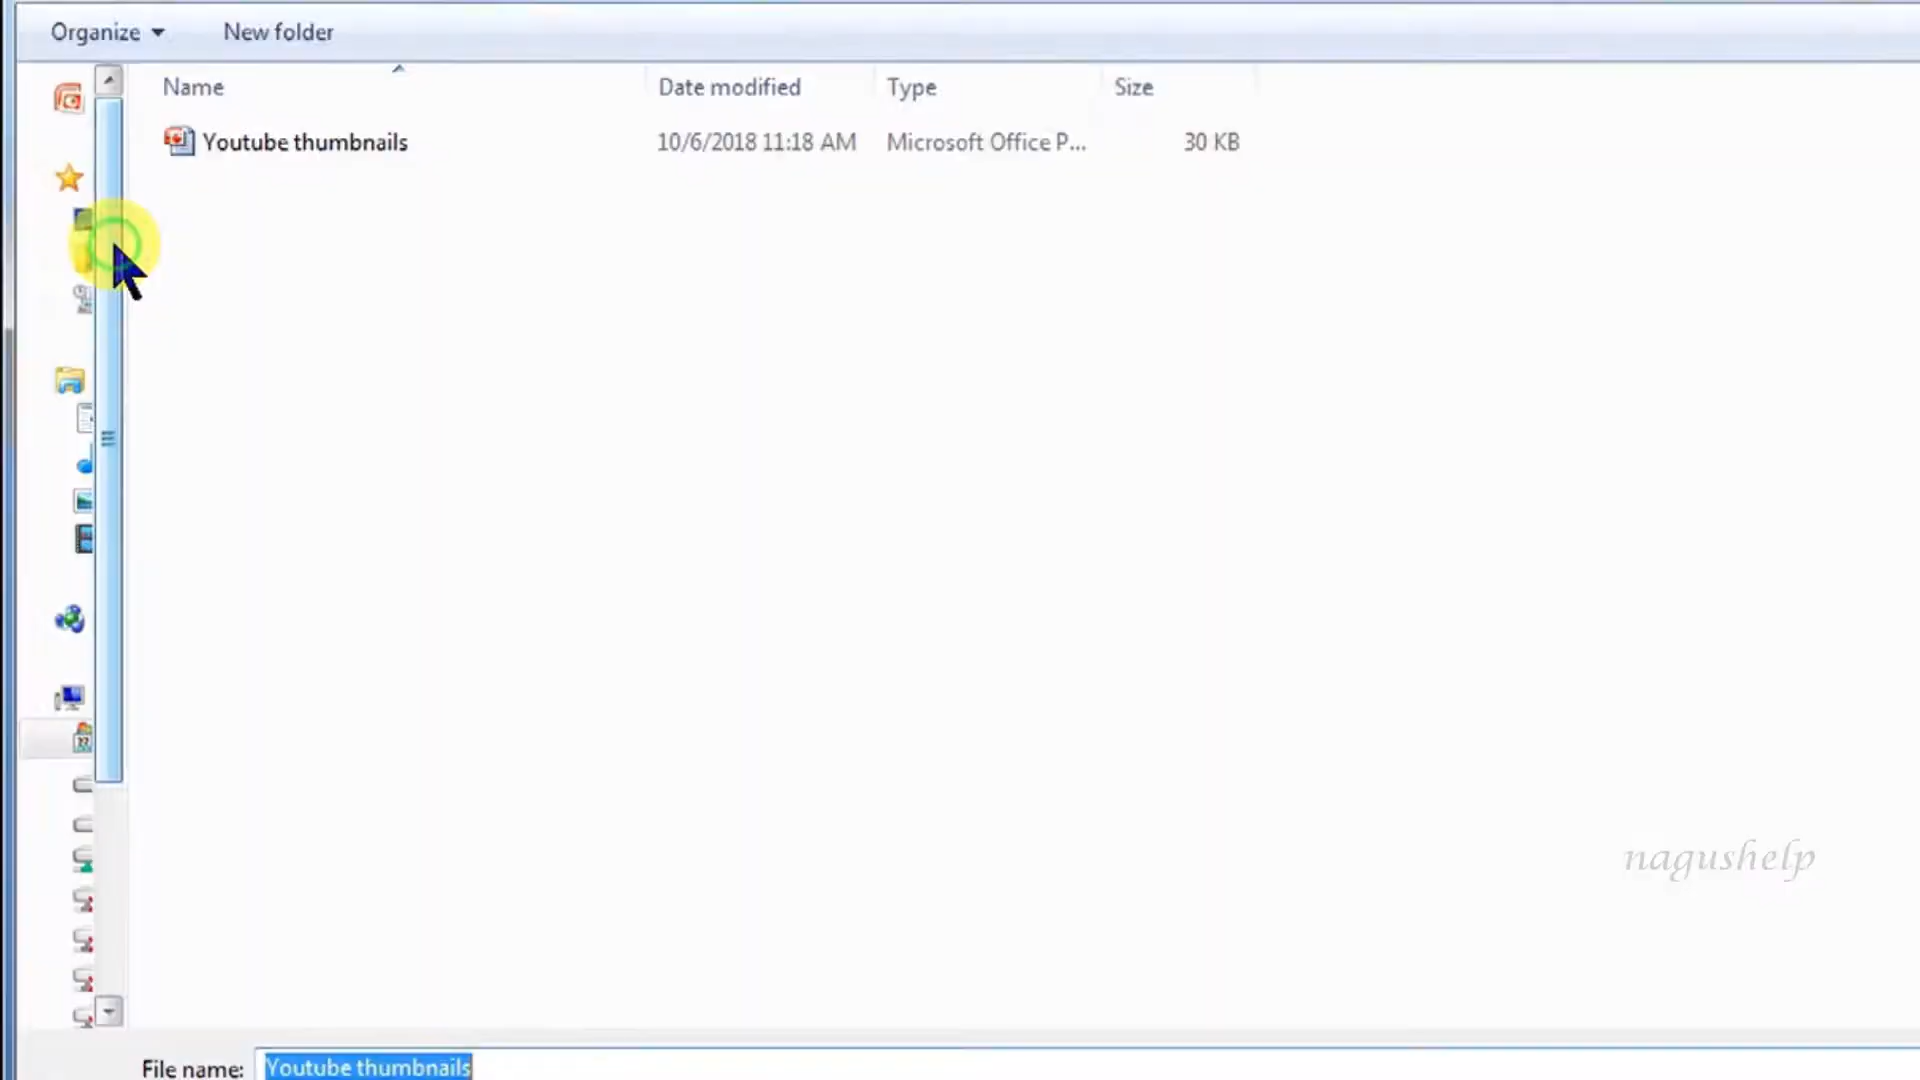 Organize
New folder
Name
Date modified
Type
Size
Youtube thumbnails
10/6/2018 11:18 AM
Microsoft Office P...
30 KB
nagushelp
File name:
Youtube thumbnails